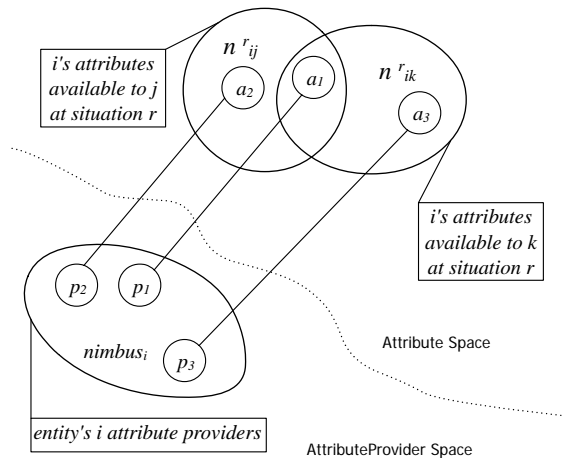 n r ij
n r ik
i's attributes
available to j
at situation r
a2
a1
a3
i's attributes
available to k
at situation r
p2
p1
nimbusi
p3
Attribute Space
entity's i attribute providers
AttributeProvider Space